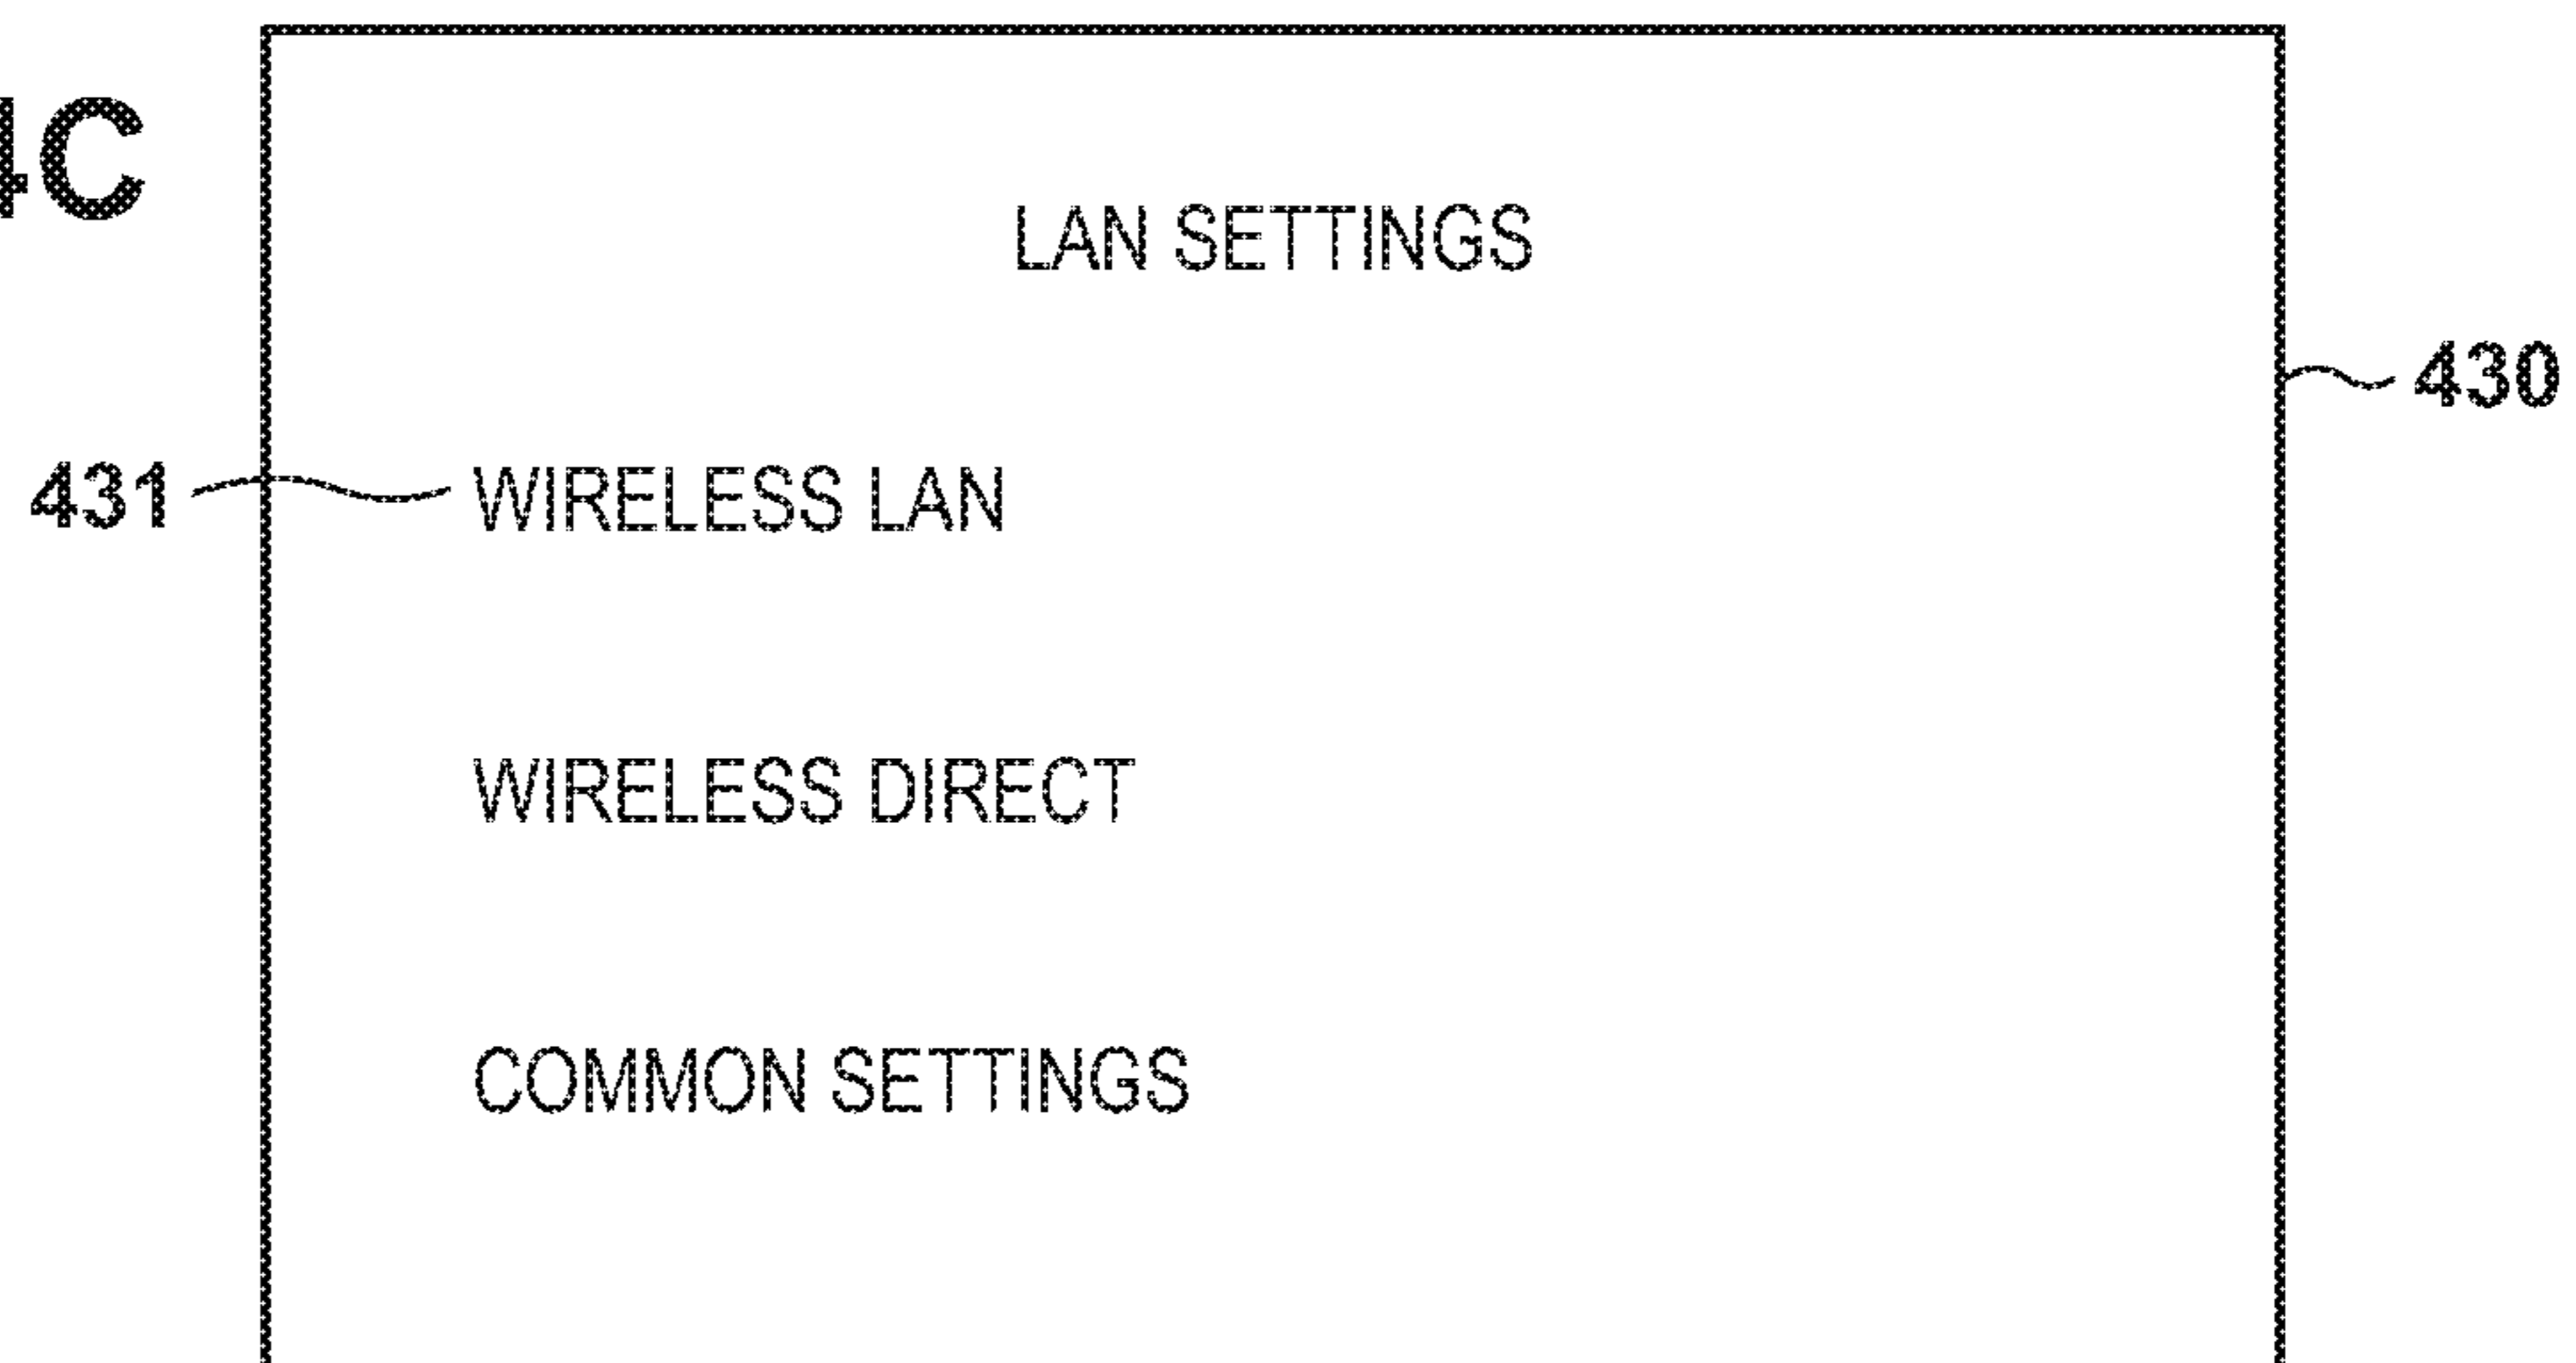 4C
LAN SETTINGS
430
431 WIRELESS LAN
WIRELESS DIRECT
COMMON SETTINGS